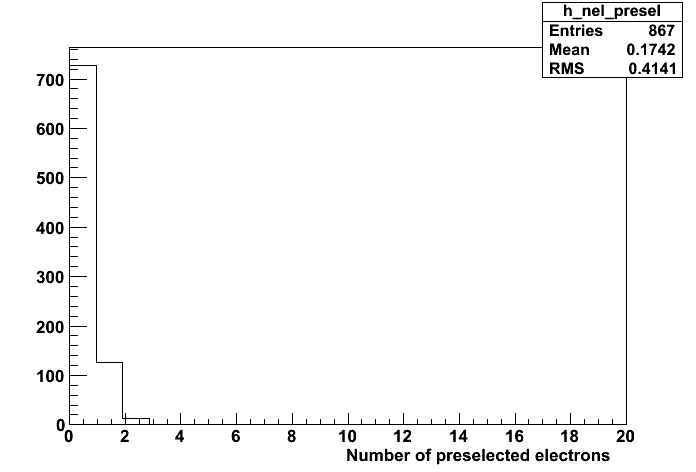 h_nel_presel
Entries 867
Mean 0.1742
RMS 0.4141
700
600
500
400
300
200
100
0
0 2 4 6 8 10 12 14 16 18 20
Number of preselected electrons